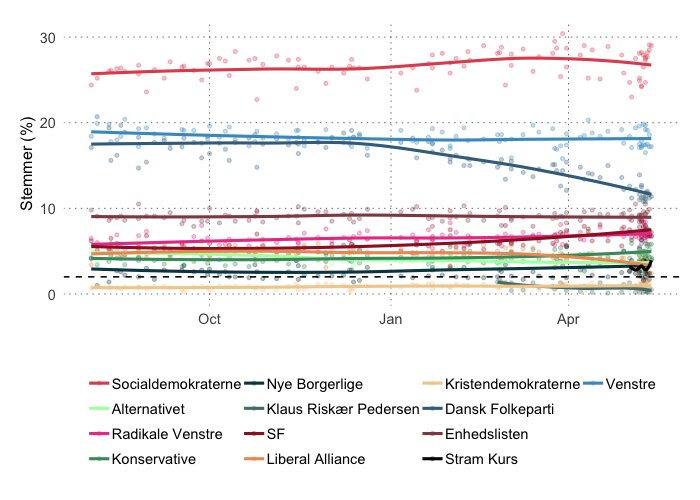 30
20
10
0
Stemmer (%)
Oct Jan Apr
Socialdemokraterne Nye Borgerlige Kristendemokraterne Venstre
Alternativet Klaus Riskær Pedersen Dansk Folkeparti
Radikale Venstre SF Enhedslisten
Konservative Liberal Alliance Stram Kurs